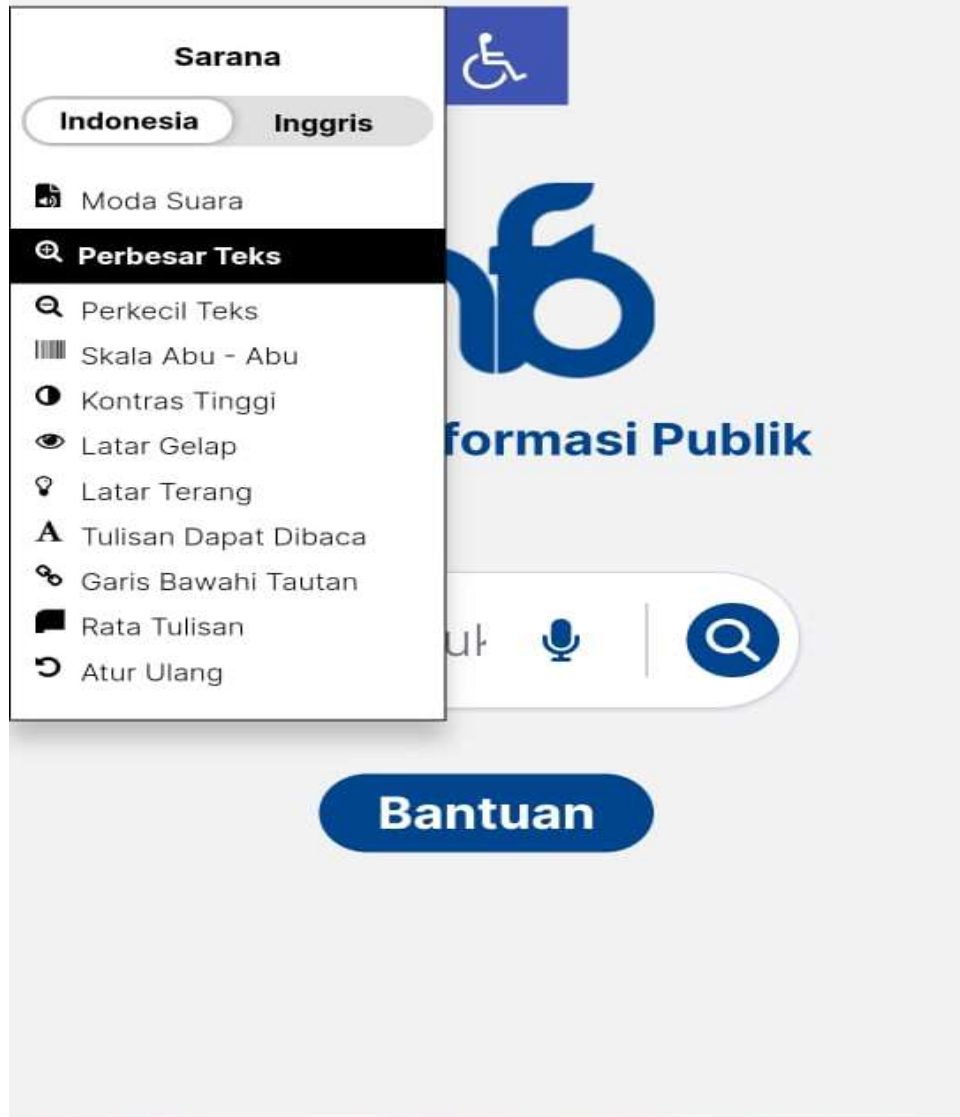 Sarana
Indonesia Inggris
Moda Suara
Perbesar Teks
Perkecil Teks
Skala Abu - Abu
Kontras Tinggi
Latar Gelap
Latar Terang
A Tulisan Dapat Dibaca
Garis Bawahi Tautan
Rata Tulisan
Atur Ulang
formasi Publik
Bantuan